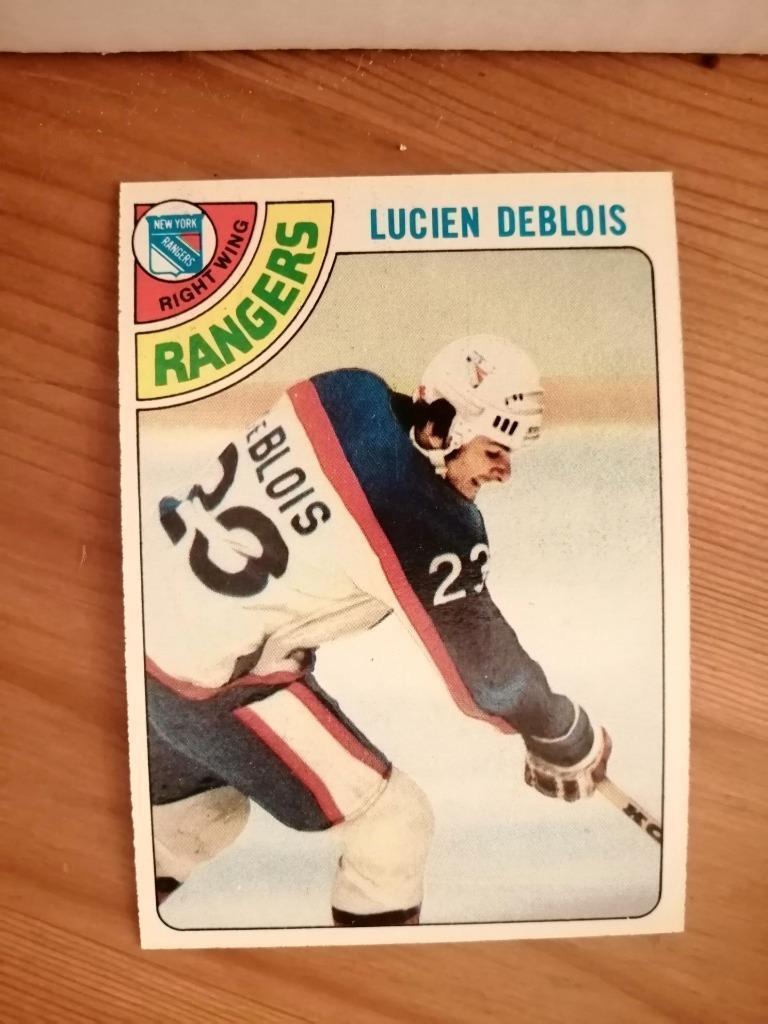 NEW YORK
RANGERS
RIGHT WING
RANGERS
LUCIEN DEBLOIS
EBLOIS
23
23